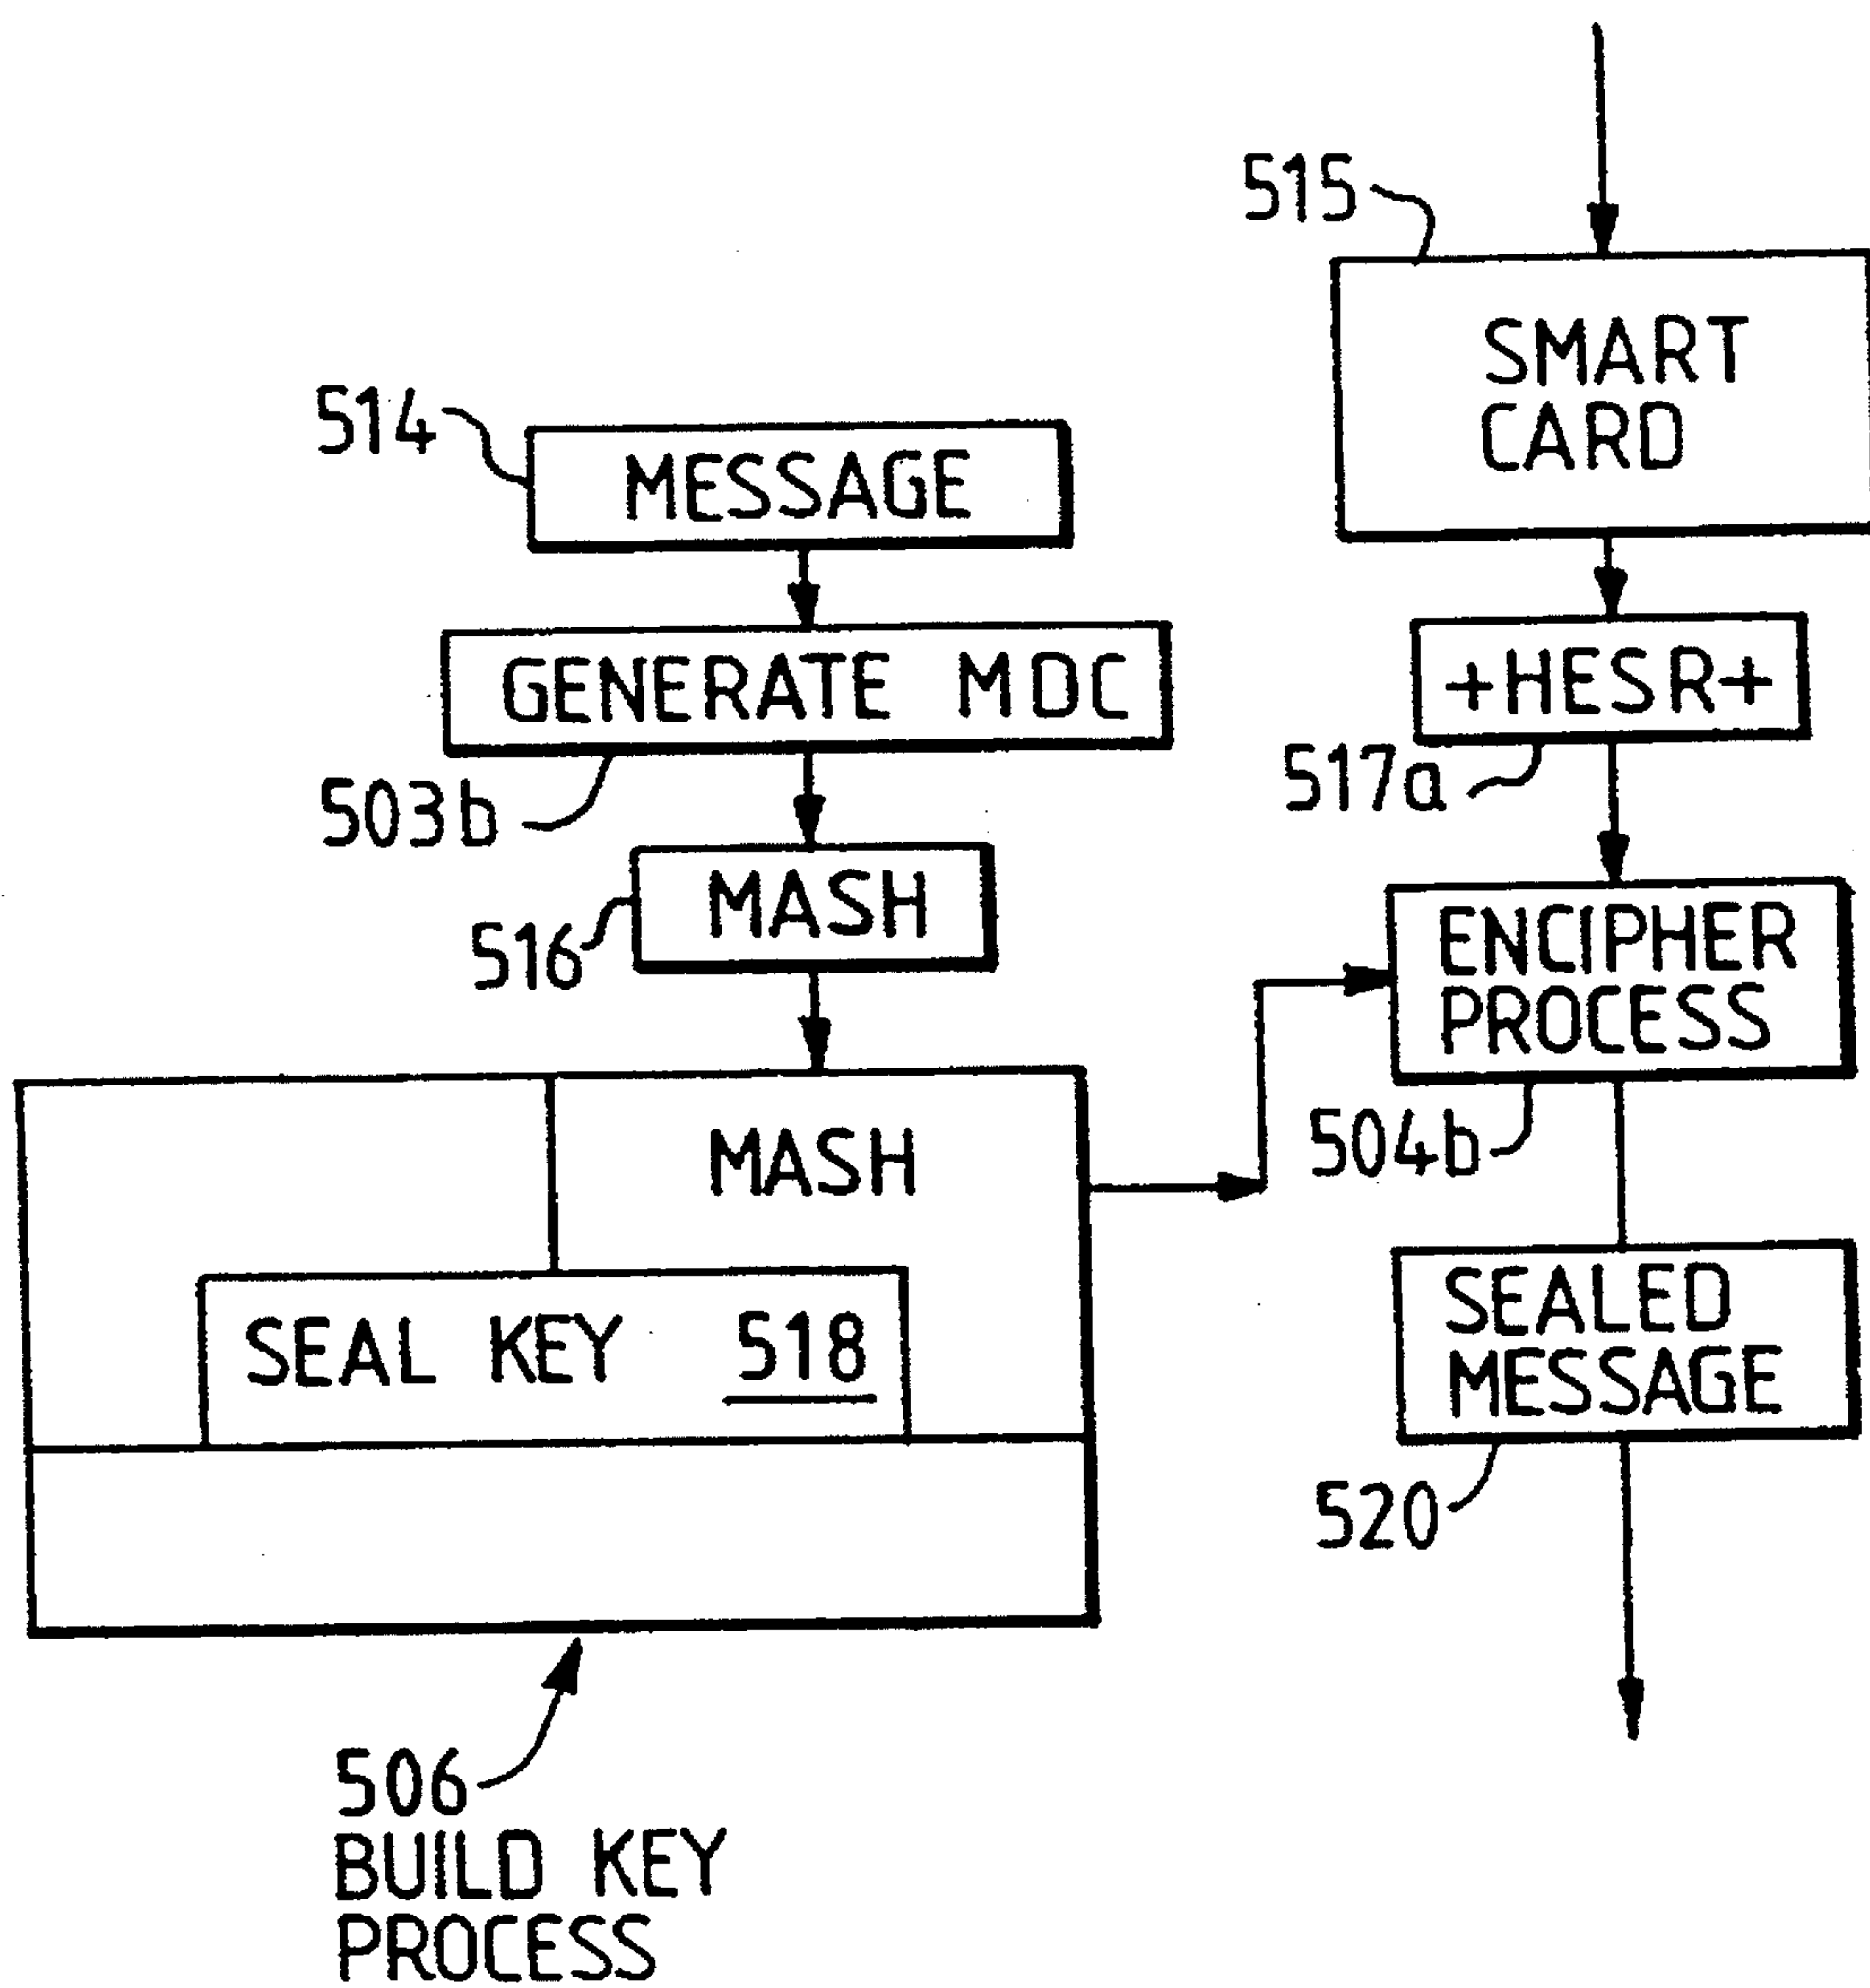 514
MESSAGE
GENERATE MDC
503b
MASH
516
MASH
SEAL KEY 518
506
BUILD KEY
PROCESS
515
SMART
CARD
+HESR+
517a
ENCIPHER
PROCESS
504b
SEALED
MESSAGE
520